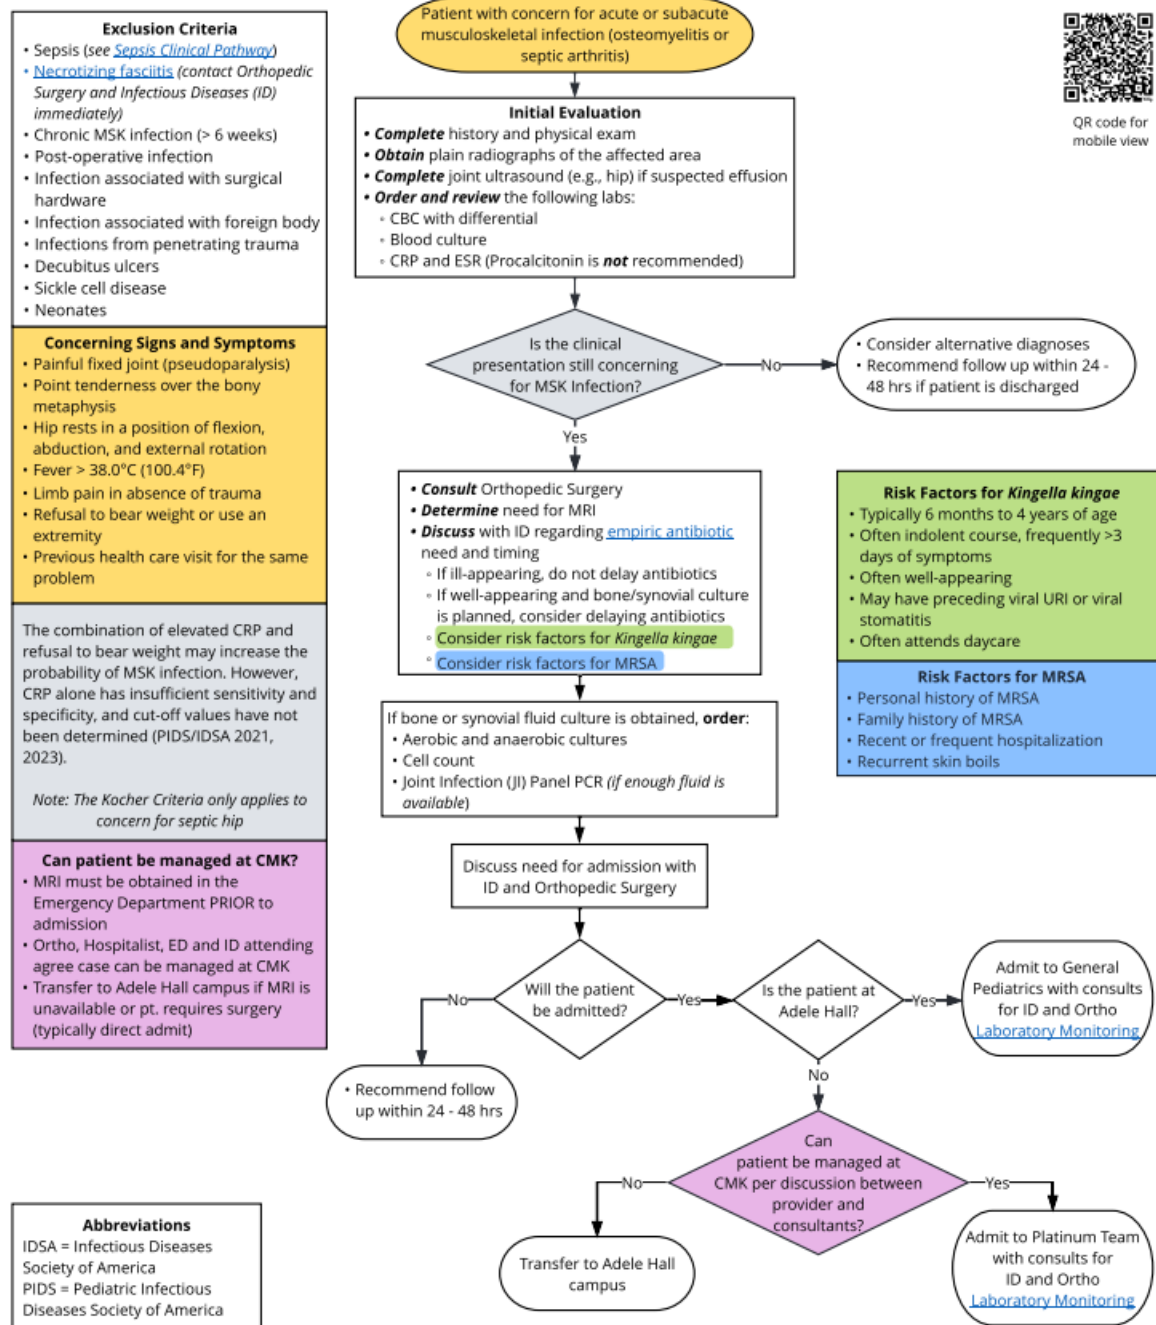 Exclusion Criteria
• Sepsis (see Sepsis Clinical Pathway)
• Necrotizing fasciitis (contact Orthopedic
Surgery and Infectious Diseases (ID)
immediately)
• Chronic MSK infection (> 6 weeks)
• Post-operative infection
• Infection associated with surgical
hardware
• Infection associated with foreign body
• Infections from penetrating trauma
• Decubitus ulcers
• Sickle cell disease
• Neonates
Concerning Signs and Symptoms
• Painful fixed joint (pseudoparalysis)
• Point tenderness over the bony
metaphysis
• Hip rests in a position of flexion,
abduction, and external rotation
• Fever > 38.0°C (100.4°F)
• Limb pain in absence of trauma
• Refusal to bear weight or use an
extremity
• Previous health care visit for the same
problem
The combination of elevated CRP and
refusal to bear weight may increase the
probability of MSK infection. However,
CRP alone has insufficient sensitivity and
specificity, and cut-off values have not
been determined (PIDS/IDSA 2021,
2023).
Note: The Kocher Criteria only applies to
concern for septic hip
Can patient be managed at CMK?
• MRI must be obtained in the
Emergency Department PRIOR to
admission
• Ortho, Hospitalist, ED and ID attending
agree case can be managed at CMK
• Transfer to Adele Hall campus if MRI is
unavailable or pt. requires surgery
(typically direct admit)
Abbreviations
IDSA = Infectious Diseases
Society of America
PIDS = Pediatric Infectious
Diseases Society of America
Patient with concern for acute or subacute
musculoskeletal infection (osteomyelitis or
septic arthritis)
Initial Evaluation
• Complete history and physical exam
• Obtain plain radiographs of the affected area
• Complete joint ultrasound (e.g., hip) if suspected effusion
• Order and review the following labs:
◦ CBC with differential
◦ Blood culture
◦ CRP and ESR (Procalcitonin is not recommended)
Is the clinical
presentation still concerning
for MSK Infection?
No
• Consider alternative diagnoses
• Recommend follow up within 24 -
48 hrs if patient is discharged
Yes
• Consult Orthopedic Surgery
• Determine need for MRI
• Discuss with ID regarding empiric antibiotic
need and timing
◦ If ill-appearing, do not delay antibiotics
◦ If well-appearing and bone/synovial culture
is planned, consider delaying antibiotics
◦ Consider risk factors for Kingella kingae
◦ Consider risk factors for MRSA
Risk Factors for Kingella kingae
• Typically 6 months to 4 years of age
• Often indolent course, frequently >3
days of symptoms
• Often well-appearing
• May have preceding viral URI or viral
stomatitis
• Often attends daycare
Risk Factors for MRSA
• Personal history of MRSA
• Family history of MRSA
• Recent or frequent hospitalization
• Recurrent skin boils
If bone or synovial fluid culture is obtained, order:
• Aerobic and anaerobic cultures
• Cell count
• Joint Infection (JI) Panel PCR (if enough fluid is
available)
Discuss need for admission with
ID and Orthopedic Surgery
Will the patient
be admitted?
No
• Recommend follow
up within 24 - 48 hrs
Yes
Is the patient at
Adele Hall?
Yes
Admit to General
Pediatrics with consults
for ID and Ortho
Laboratory Monitoring
No
Can
patient be managed at
CMK per discussion between
provider and
consultants?
No
Transfer to Adele Hall
campus
Yes
Admit to Platinum Team
with consults for
ID and Ortho
Laboratory Monitoring
QR code for
mobile view